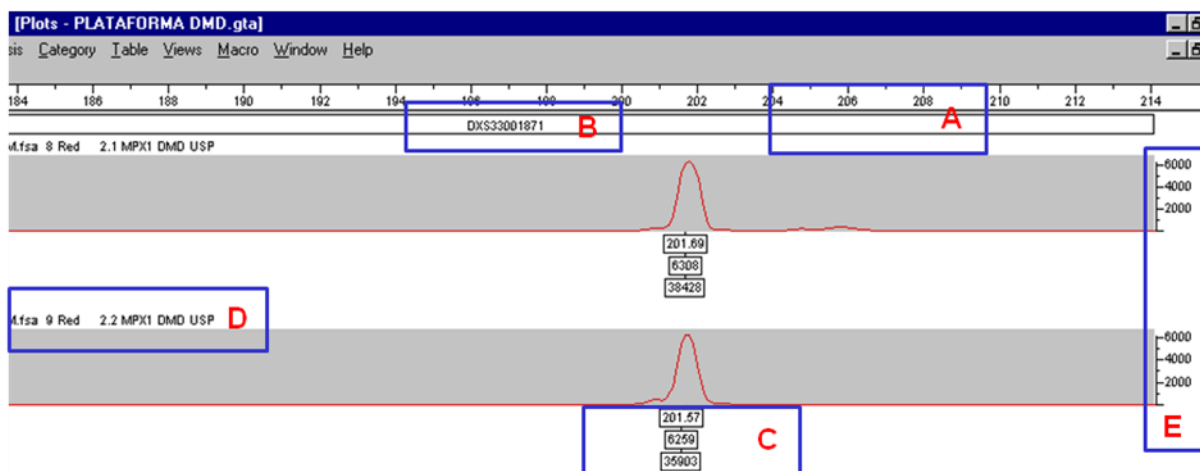 [Plots - PLATAFORMA DMD.gta]
sis Category Table Views Macro Window Help
184 186 188 190 192 194 196 198 200 202 204 206 208 210 212 214
A
DXS33001871 B
M.fsa 8 Red 2.1 MPX1 DMD USP
6000
4000
2000
201.69
6308
38428
M.fsa 9 Red 2.2 MPX1 DMD USP D
6000
4000
2000
201.57
6259
35903
C
E